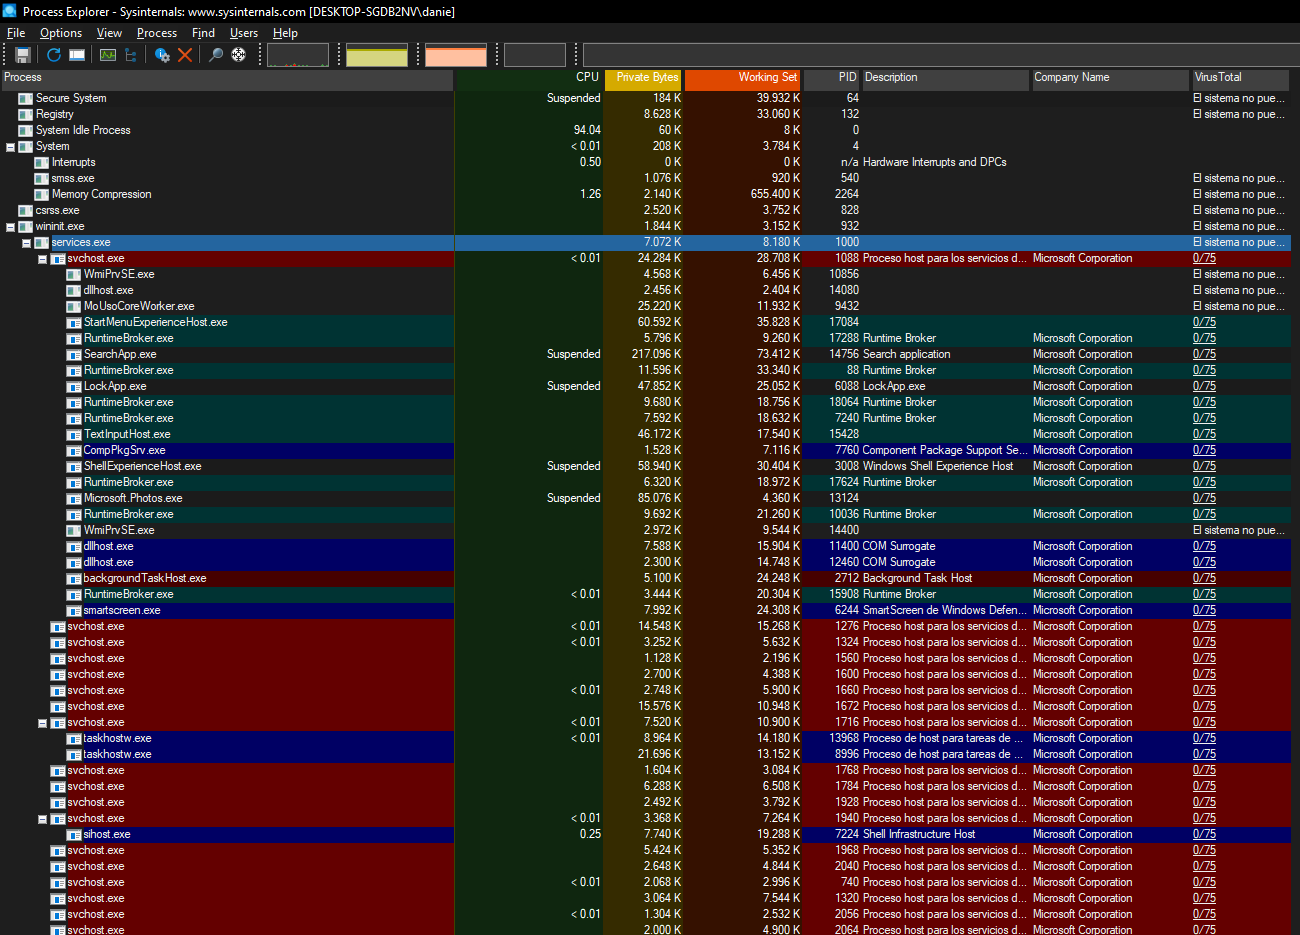 Process Explorer - Sysinternals: www.sysinternals.com [DESKTOP-SGDB2NV\danie]
File Options View Process Find Users Help
Process CPU Private Bytes Working Set PID Description Company Name VirusTotal
Secure System Suspended 184 K 39.932 K 64 El sistema no pue...
Registry 8.628 K 33.060 K 132 El sistema no pue...
System Idle Process 94.04 60 K 8 K 0
System < 0.01 208 K 3.784 K 4
Interrupts 0.50 0 K 0 K n/a Hardware Interrupts and DPCs
smss.exe 1.076 K 920 K 540 El sistema no pue...
Memory Compression 1.26 2.140 K 655.400 K 2264 El sistema no pue...
csrss.exe 2.520 K 3.752 K 828 El sistema no pue...
wininit.exe 1.844 K 3.152 K 932 El sistema no pue...
services.exe 7.072 K 8.180 K 1000 El sistema no pue...
svchost.exe < 0.01 24.284 K 28.708 K 1088 Proceso host para los servicios d... Microsoft Corporation 0/75
WmiPrvSE.exe 4.568 K 6.456 K 10856 El sistema no pue...
dllhost.exe 2.456 K 2.404 K 14080 El sistema no pue...
MoUsoCoreWorker.exe 25.220 K 11.932 K 9432 El sistema no pue...
StartMenuExperienceHost.exe 60.592 K 35.828 K 17084 0/75
RuntimeBroker.exe 5.796 K 9.260 K 17288 Runtime Broker Microsoft Corporation 0/75
SearchApp.exe Suspended 217.096 K 73.412 K 14756 Search application Microsoft Corporation 0/75
RuntimeBroker.exe 11.596 K 33.340 K 88 Runtime Broker Microsoft Corporation 0/75
LockApp.exe Suspended 47.852 K 25.052 K 6088 LockApp.exe Microsoft Corporation 0/75
RuntimeBroker.exe 9.680 K 18.756 K 18064 Runtime Broker Microsoft Corporation 0/75
RuntimeBroker.exe 7.592 K 18.632 K 7240 Runtime Broker Microsoft Corporation 0/75
TextInputHost.exe 46.172 K 17.540 K 15428 0/75
CompPkgSrv.exe 1.528 K 7.116 K 7760 Component Package Support Se... Microsoft Corporation 0/75
ShellExperienceHost.exe Suspended 58.940 K 30.404 K 3008 Windows Shell Experience Host Microsoft Corporation 0/75
RuntimeBroker.exe 6.320 K 18.972 K 17624 Runtime Broker Microsoft Corporation 0/75
Microsoft.Photos.exe Suspended 85.076 K 4.360 K 13124 0/75
RuntimeBroker.exe 9.692 K 21.260 K 10036 Runtime Broker Microsoft Corporation 0/75
WmiPrvSE.exe 2.972 K 9.544 K 14400 El sistema no pue...
dllhost.exe 7.588 K 15.904 K 11400 COM Surrogate Microsoft Corporation 0/75
dllhost.exe 2.300 K 14.748 K 12460 COM Surrogate Microsoft Corporation 0/75
backgroundTaskHost.exe 5.100 K 24.248 K 2712 Background Task Host Microsoft Corporation 0/75
RuntimeBroker.exe < 0.01 3.444 K 20.304 K 15908 Runtime Broker Microsoft Corporation 0/75
smartscreen.exe 7.992 K 24.308 K 6244 SmartScreen de Windows Defen... Microsoft Corporation 0/75
svchost.exe < 0.01 14.548 K 15.268 K 1276 Proceso host para los servicios d... Microsoft Corporation 0/75
svchost.exe < 0.01 3.252 K 5.632 K 1324 Proceso host para los servicios d... Microsoft Corporation 0/75
svchost.exe 1.128 K 2.196 K 1560 Proceso host para los servicios d... Microsoft Corporation 0/75
svchost.exe 2.700 K 4.388 K 1600 Proceso host para los servicios d... Microsoft Corporation 0/75
svchost.exe < 0.01 2.748 K 5.900 K 1660 Proceso host para los servicios d... Microsoft Corporation 0/75
svchost.exe 15.576 K 10.948 K 1672 Proceso host para los servicios d... Microsoft Corporation 0/75
svchost.exe < 0.01 7.520 K 10.900 K 1716 Proceso host para los servicios d... Microsoft Corporation 0/75
taskhostw.exe < 0.01 8.964 K 14.180 K 13968 Proceso de host para tareas de ... Microsoft Corporation 0/75
taskhostw.exe 21.696 K 13.152 K 8996 Proceso de host para tareas de ... Microsoft Corporation 0/75
svchost.exe 1.604 K 3.084 K 1768 Proceso host para los servicios d... Microsoft Corporation 0/75
svchost.exe 6.288 K 6.508 K 1784 Proceso host para los servicios d... Microsoft Corporation 0/75
svchost.exe 2.492 K 3.792 K 1928 Proceso host para los servicios d... Microsoft Corporation 0/75
svchost.exe < 0.01 3.368 K 7.264 K 1940 Proceso host para los servicios d... Microsoft Corporation 0/75
sihost.exe 0.25 7.740 K 19.288 K 7224 Shell Infrastructure Host Microsoft Corporation 0/75
svchost.exe 5.424 K 5.352 K 1968 Proceso host para los servicios d... Microsoft Corporation 0/75
svchost.exe 2.648 K 4.844 K 2040 Proceso host para los servicios d... Microsoft Corporation 0/75
svchost.exe < 0.01 2.068 K 2.996 K 740 Proceso host para los servicios d... Microsoft Corporation 0/75
svchost.exe 3.064 K 7.544 K 1320 Proceso host para los servicios d... Microsoft Corporation 0/75
svchost.exe < 0.01 1.304 K 2.532 K 2056 Proceso host para los servicios d... Microsoft Corporation 0/75
svchost.exe 2.000 K 4.900 K 2064 Proceso host para los servicios d... Microsoft Corporation 0/75